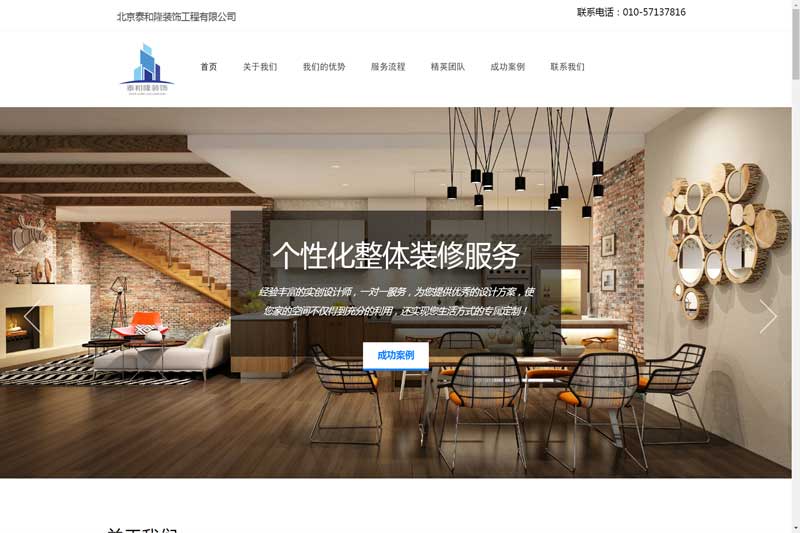 北京泰和隆装饰工程有限公司
联系电话：010-57137816
泰和隆装饰
首页
关于我们
我们的优势
服务流程
精英团队
成功案例
联系我们
个性化整体装修服务
经验丰富的实创设计师，一对一服务，为您提供优秀的设计方案，使
您家的空间不仅得到充分的利用，还实现您生活方式的专属定制！
成功案例
关于我们